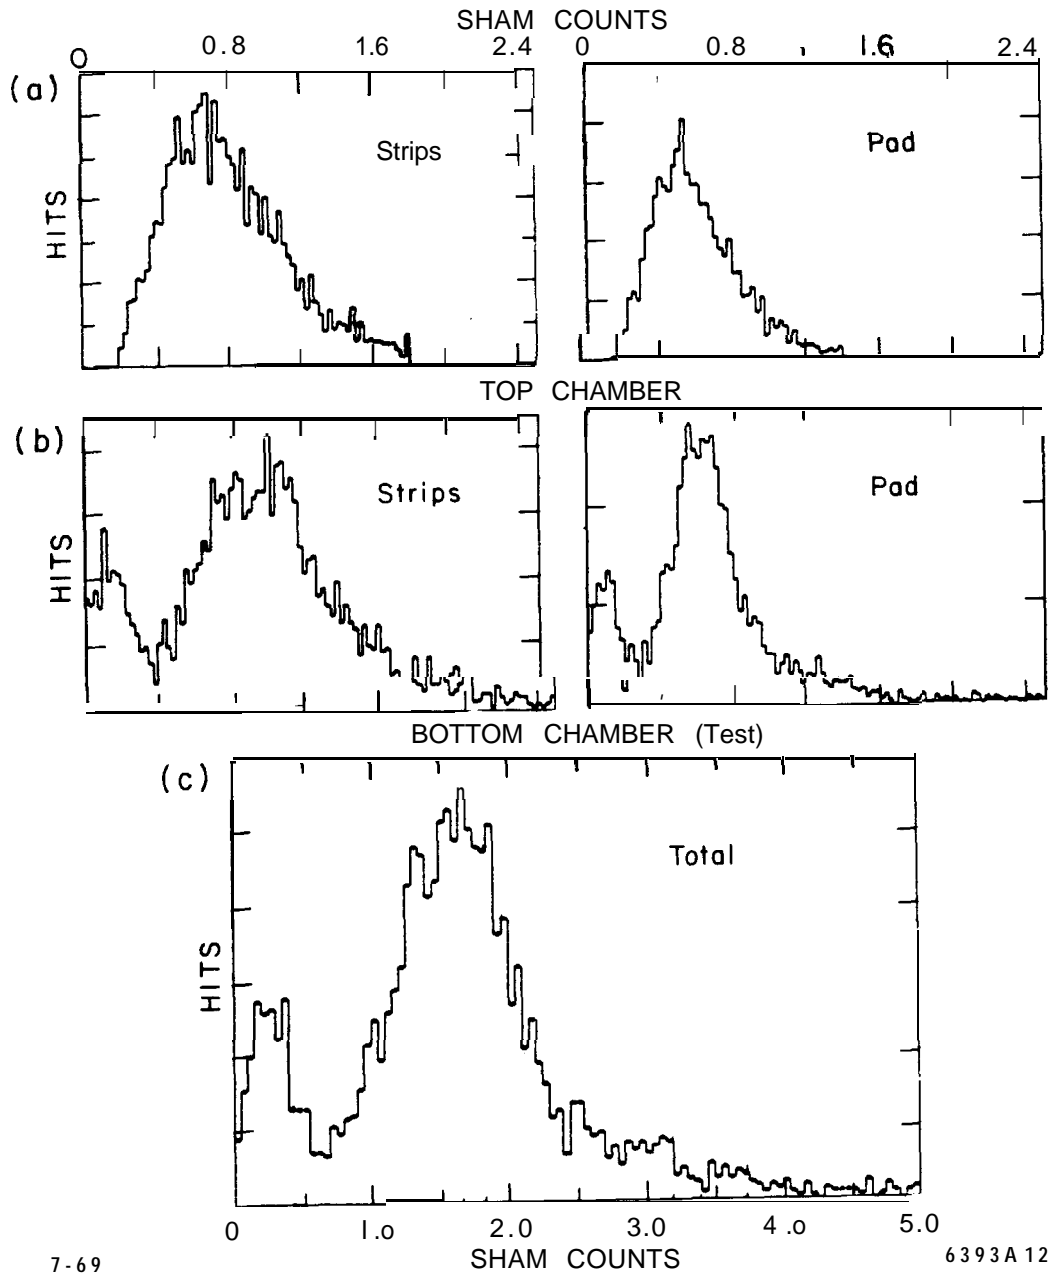 SHAM COUNTS
0 0.8 1.6 2.4 0 0.8 1.6 2.4
(a)
Strips Pad
HITS
TOP CHAMBER
(b)
Strips Pad
HITS
BOTTOM CHAMBER (Test)
(c)
Total
HITS
0 1.0 2.0 3.0 4.0 5.0
SHAM COUNTS
7-69 6393A12